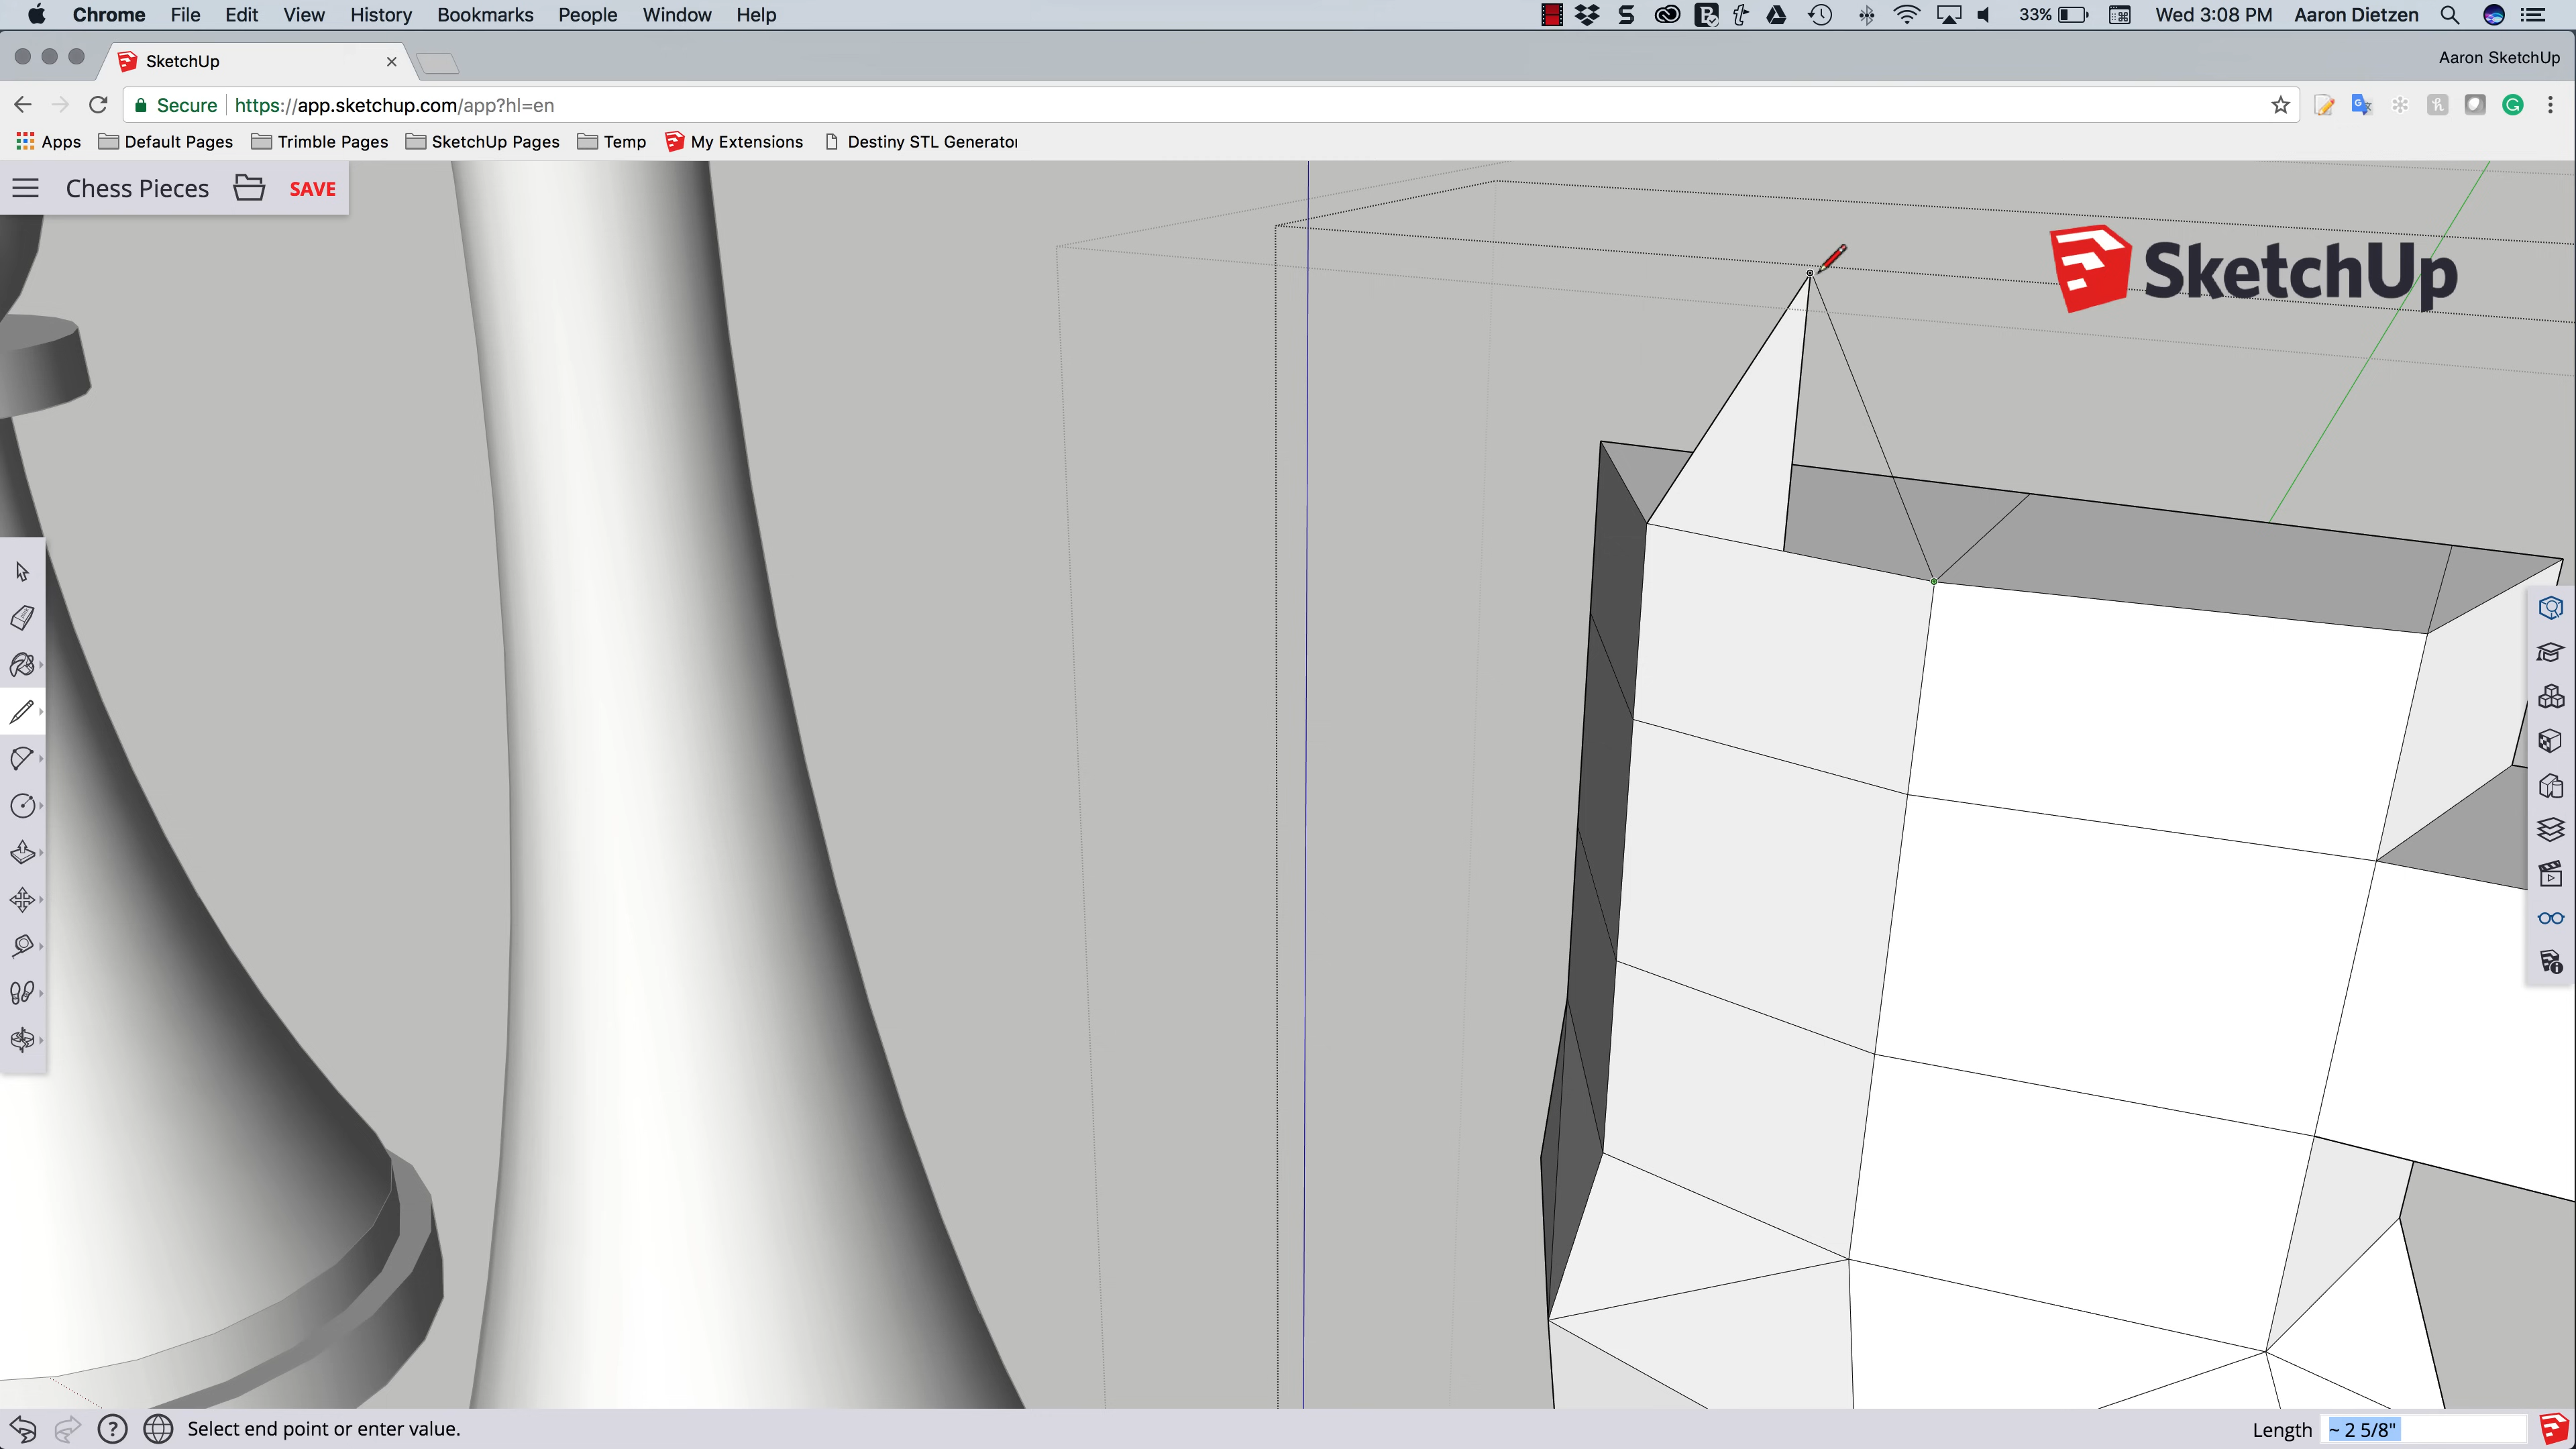 Chrome File Edit View History Bookmarks People Window Help 33% Wed 3:08 PM Aaron Dietzen
SketchUp Aaron SketchUp
Secure https://app.sketchup.com/app?hl=en
Apps Default Pages Trimble Pages SketchUp Pages Temp My Extensions Destiny STL Generator
Chess Pieces SAVE
SketchUp
Select end point or enter value. Length ~ 2 5/8"